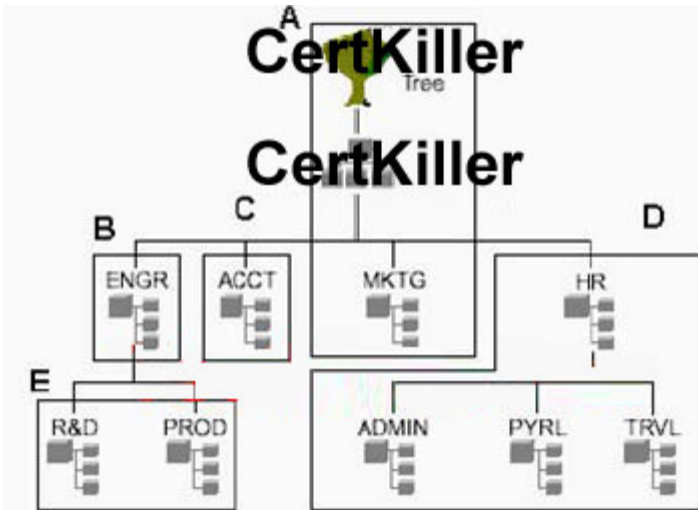 A
CertKiller
Tree
CertKiller
B
C
D
ENGR
ACCT
MKTG
HR
E
R&D
PROD
ADMIN
PYRL
TRVL